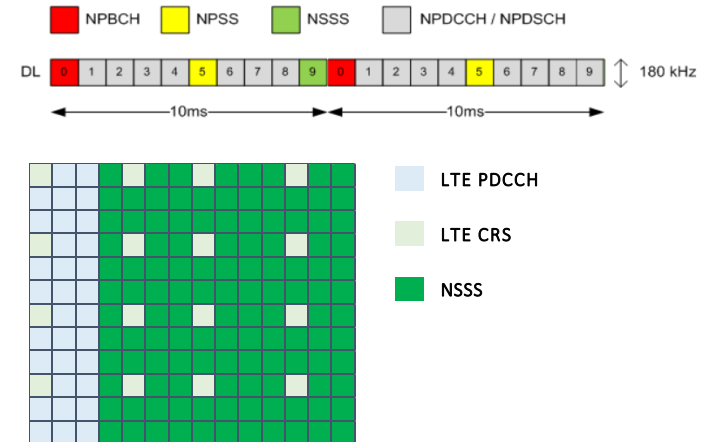 NPBCH NPSS NSSS NPDCCH / NPDSCH
DL 0 1 2 3 4 5 6 7 8 9 0 1 2 3 4 5 6 7 8 9 180 kHz
10ms 10ms
LTE PDCCH
LTE CRS
NSSS